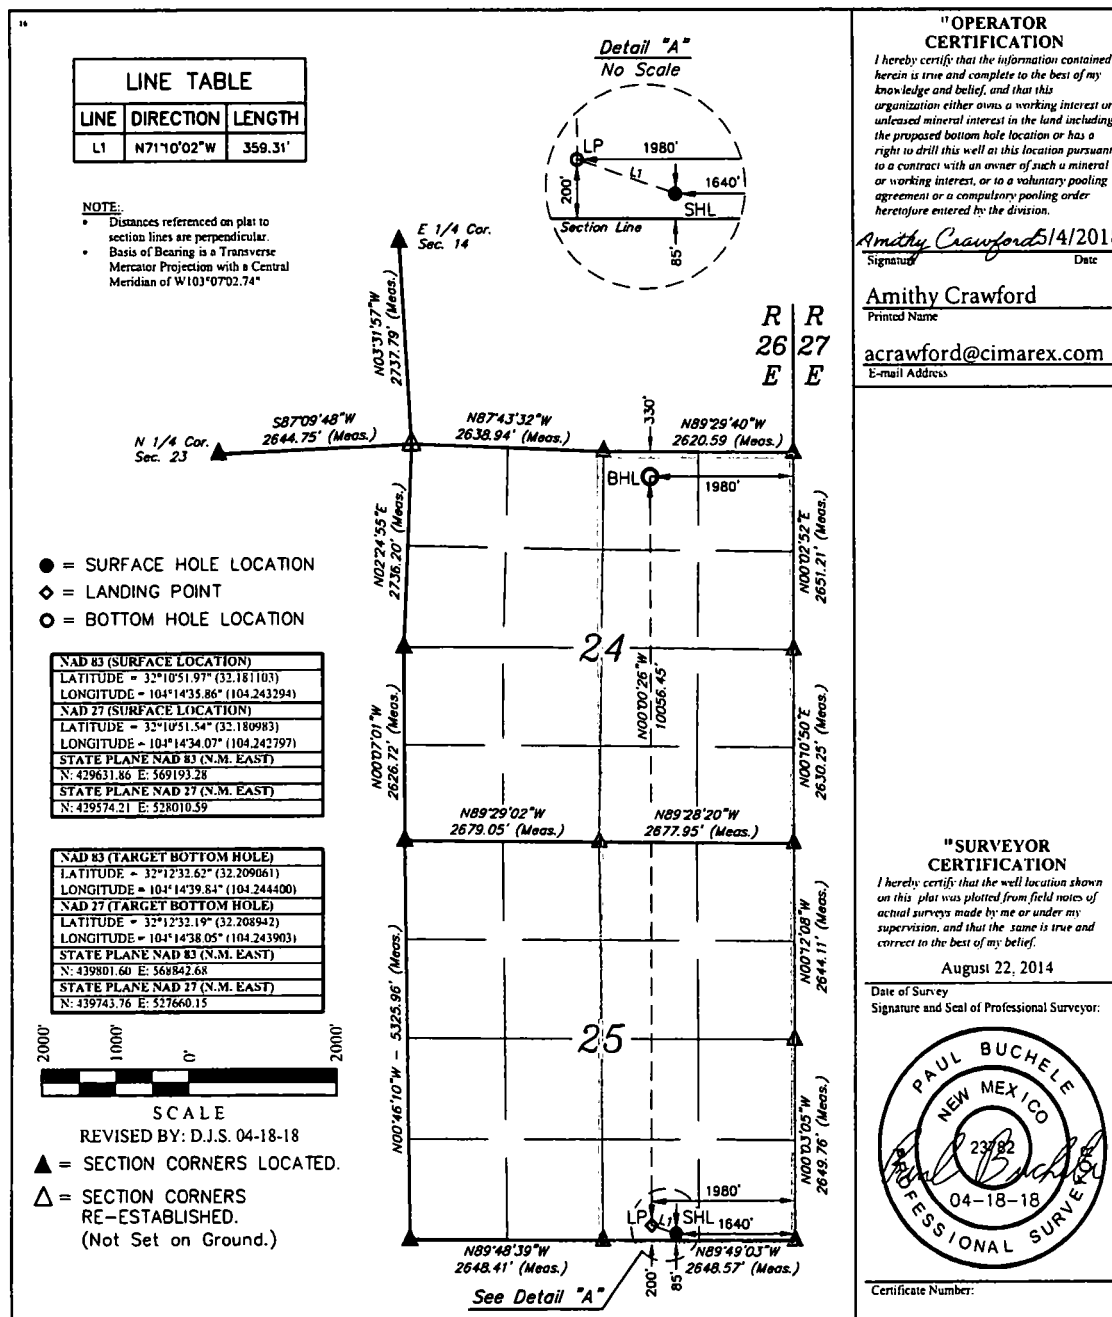 16
LINE TABLE
LINE DIRECTION LENGTH
L1 N71°10'02"W 359.31'
NOTE:
• Distances referenced on plat to
section lines are perpendicular.
• Basis of Bearing is a Transverse
Mercator Projection with a Central
Meridian of W103°07'02.74"
Detail "A"
No Scale
LP
1980'
L1
1640'
200'
SHL
Section Line
85'
E 1/4 Cor.
Sec. 14
N03°31'57"W
2737.79' (Meas.)
R R
26 27
E E
S87°09'48"W
2644.75' (Meas.)
N87°43'32"W
2638.94' (Meas.)
330'
N89°29'40"W
2620.59 (Meas.)
N 1/4 Cor.
Sec. 23
BHL
1980'
N02°24'55"E
2736.20' (Meas.)
N00°02'52"E
2651.21' (Meas.)
● = SURFACE HOLE LOCATION
◇ = LANDING POINT
○ = BOTTOM HOLE LOCATION
24
NAD 83 (SURFACE LOCATION)
LATITUDE = 32°10'51.97" (32.181103)
LONGITUDE = 104°14'35.86" (104.243294)
NAD 27 (SURFACE LOCATION)
LATITUDE = 32°10'51.54" (32.180983)
LONGITUDE = 104°14'34.07" (104.242797)
STATE PLANE NAD 83 (N.M. EAST)
N: 429631.86 E: 569193.28
STATE PLANE NAD 27 (N.M. EAST)
N: 429574.21 E: 528010.59
N00°00'26"W
10056.45'
N00°07'01"W
2626.72' (Meas.)
N00°10'50"E
2630.25' (Meas.)
N89°29'02"W
2679.05' (Meas.)
N89°28'20"W
2677.95' (Meas.)
NAD 83 (TARGET BOTTOM HOLE)
LATITUDE = 32°12'32.62" (32.209061)
LONGITUDE = 104°14'39.84" (104.244400)
NAD 27 (TARGET BOTTOM HOLE)
LATITUDE = 32°12'32.19" (32.208942)
LONGITUDE = 104°14'38.05" (104.243903)
STATE PLANE NAD 83 (N.M. EAST)
N: 439801.60 E: 568842.68
STATE PLANE NAD 27 (N.M. EAST)
N: 439743.76 E: 527660.15
N00°46'10"W - 5325.96' (Meas.)
N00°12'08"W
2644.11' (Meas.)
25
2000' 1000' 0' 2000'
SCALE
REVISED BY: D.J.S. 04-18-18
▲ = SECTION CORNERS LOCATED.
△ = SECTION CORNERS
RE-ESTABLISHED.
(Not Set on Ground.)
N00°03'05"W
2649.76' (Meas.)
1980'
LP L1 SHL
1640'
N89°48'39"W
2648.41' (Meas.)
200'
85'
N89°49'03"W
2648.57' (Meas.)
See Detail "A"
"OPERATOR
CERTIFICATION
I hereby certify that the information contained
herein is true and complete to the best of my
knowledge and belief, and that this
organization either owns a working interest or
unleased mineral interest in the land including
the proposed bottom hole location or has a
right to drill this well at this location pursuant
to a contract with an owner of such a mineral
or working interest, or to a voluntary pooling
agreement or a compulsory pooling order
heretofore entered by the division.
Amithy Crawford 5/4/2018
Signature Date
Amithy Crawford
Printed Name
acrawford@cimarex.com
E-mail Address
"SURVEYOR
CERTIFICATION
I hereby certify that the well location shown
on this plat was plotted from field notes of
actual surveys made by me or under my
supervision, and that the same is true and
correct to the best of my belief.
August 22, 2014
Date of Survey
Signature and Seal of Professional Surveyor:
PAUL BUCHELE
NEW MEXICO
23782
Paul Buchele
04-18-18
PROFESSIONAL SURVEYOR
Certificate Number: